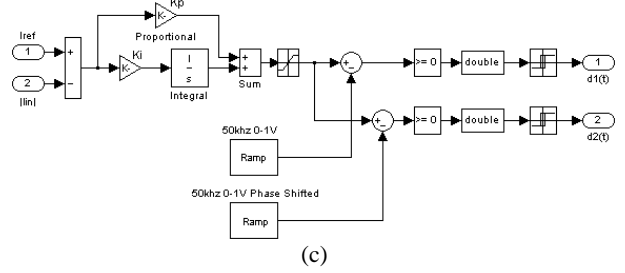 Kp
K-
Proportional
Iref
1
+
−
2
|Iin|
Ki
K-
1
s
Integral
+
+
Sum
+
−
>= 0
double
1
d1(t)
+
−
>= 0
double
2
d2(t)
50khz 0-1V
Ramp
50khz 0-1V Phase Shifted
Ramp
(c)